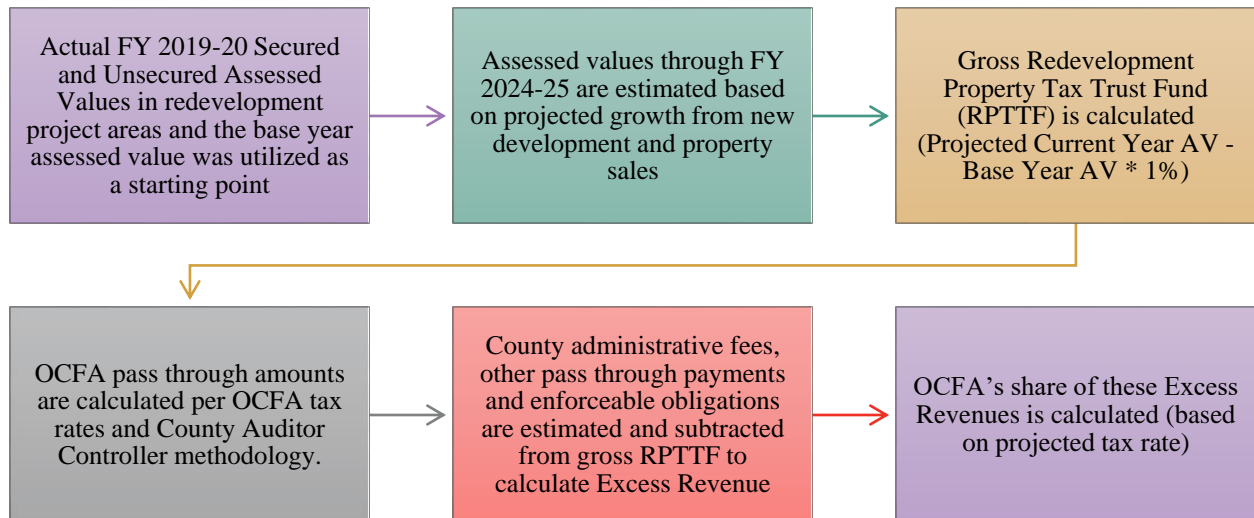 Actual FY 2019-20 Secured
and Unsecured Assessed
Values in redevelopment
project areas and the base year
assessed value was utilized as
a starting point
Assessed values through FY
2024-25 are estimated based
on projected growth from new
development and property
sales
Gross Redevelopment
Property Tax Trust Fund
(RPTTF) is calculated
(Projected Current Year AV -
Base Year AV * 1%)
OCFA pass through amounts
are calculated per OCFA tax
rates and County Auditor
Controller methodology.
County administrative fees,
other pass through payments
and enforceable obligations
are estimated and subtracted
from gross RPTTF to
calculate Excess Revenue
OCFA’s share of these Excess
Revenues is calculated (based
on projected tax rate)